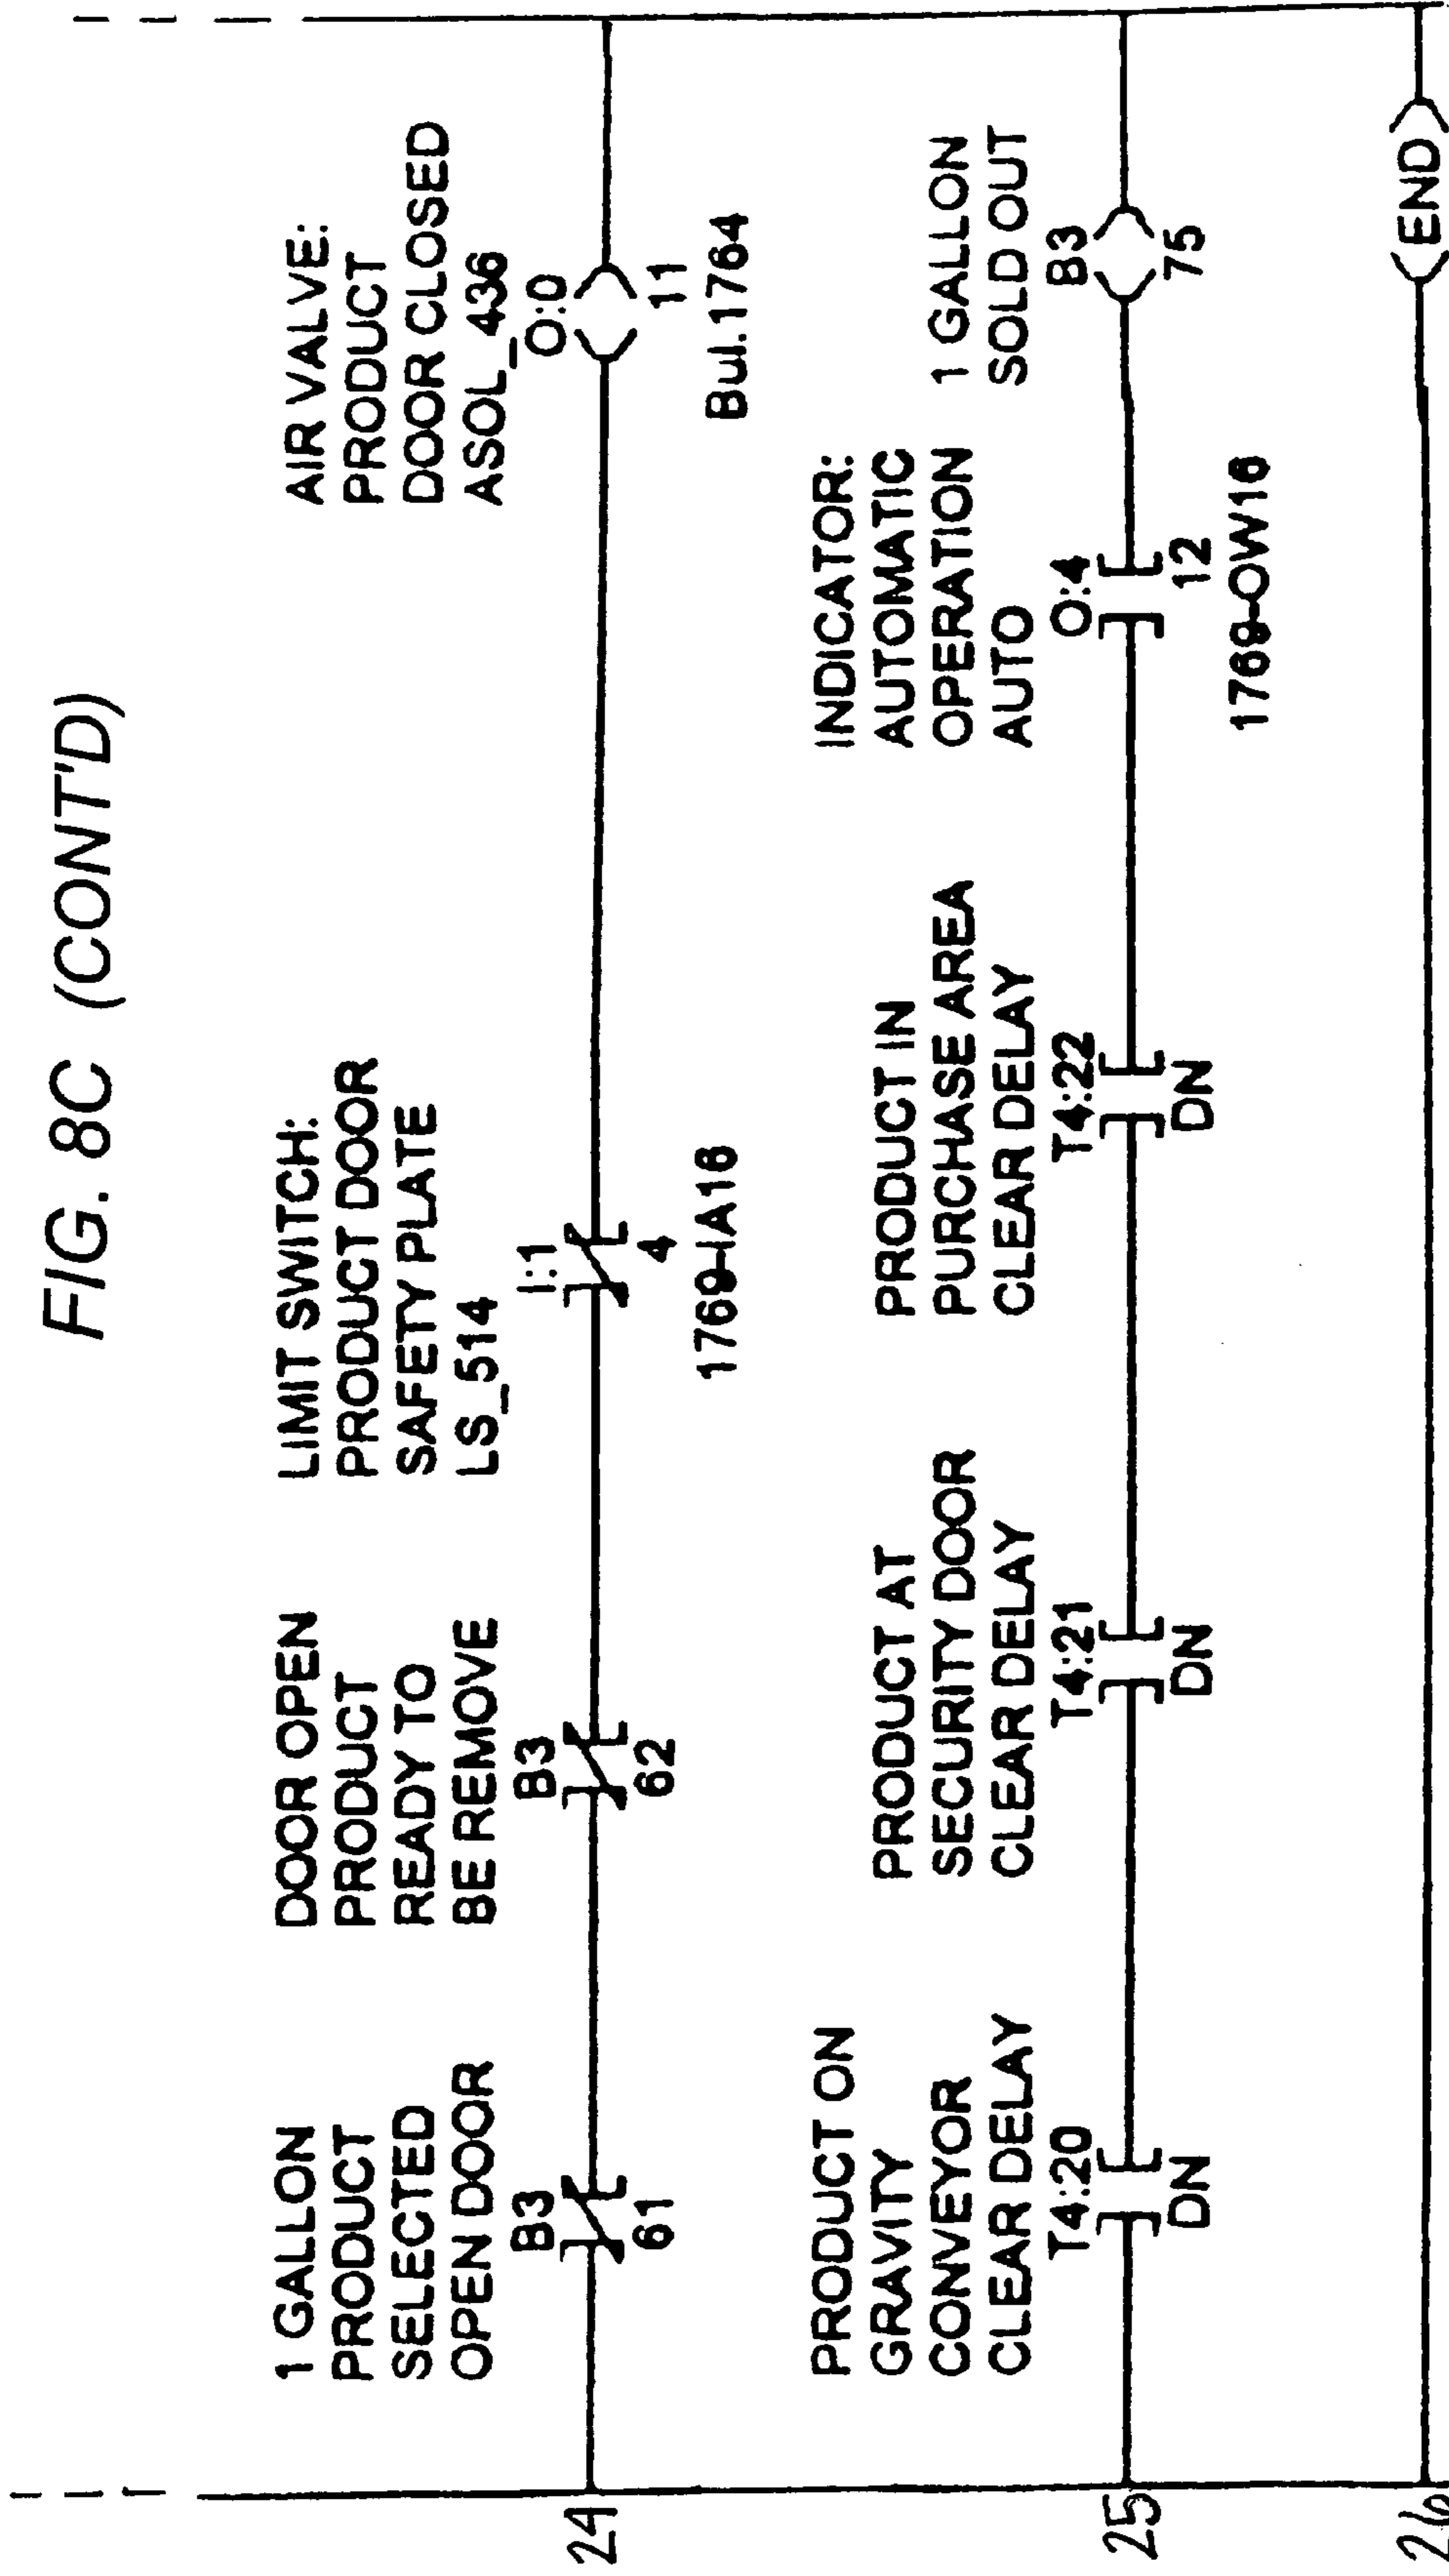 FIG. 8C (CONT'D)
24
1 GALLON
PRODUCT
SELECTED
OPEN DOOR
B3
61
DOOR OPEN
PRODUCT
READY TO
BE REMOVE
B3
62
LIMIT SWITCH:
PRODUCT DOOR
SAFETY PLATE
LS_514
I:1
4
1769-IA16
AIR VALVE:
PRODUCT
DOOR CLOSED
ASOL_436
O:0
11
Bul.1764
25
PRODUCT ON
GRAVITY
CONVEYOR
CLEAR DELAY
T4:20
DN
PRODUCT AT
SECURITY DOOR
CLEAR DELAY
T4:21
DN
PRODUCT IN
PURCHASE AREA
CLEAR DELAY
T4:22
DN
INDICATOR:
AUTOMATIC
OPERATION
AUTO
O:4
12
1769-OW16
1 GALLON
SOLD OUT
B3
75
26
END